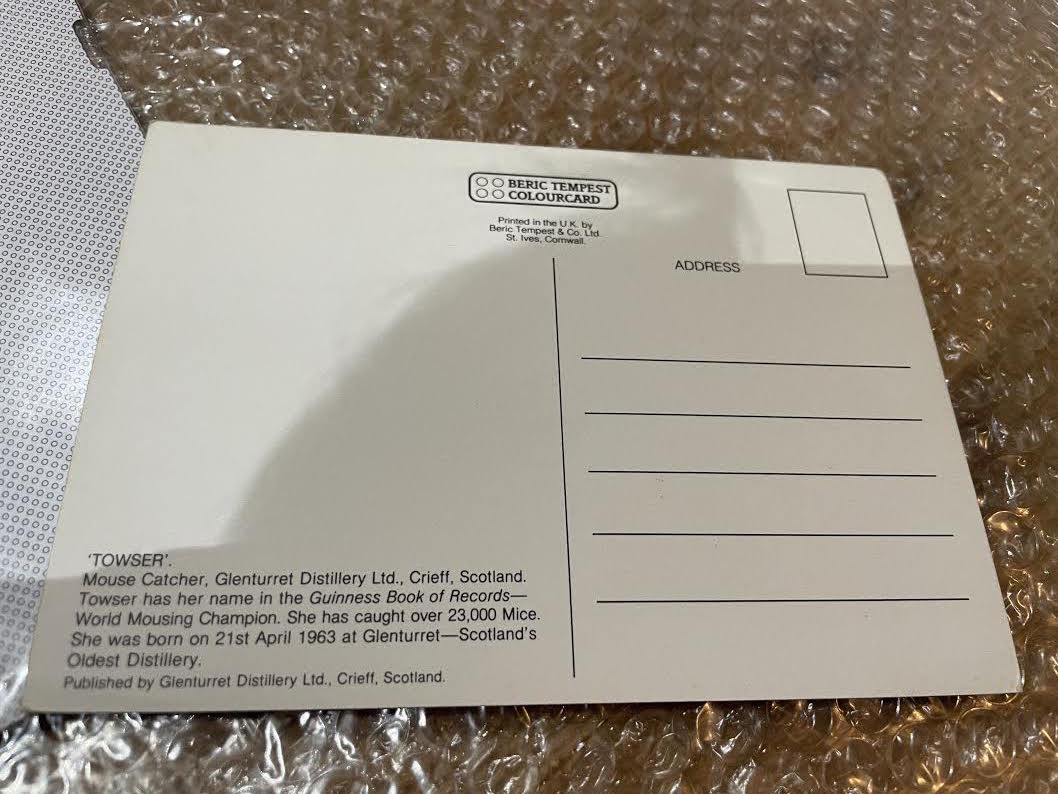 BERIC TEMPEST
COLOURCARD
Printed in the U.K. by
Beric Tempest & Co. Ltd.
St. Ives, Cornwall.
ADDRESS
'TOWSER'.
Mouse Catcher, Glenturret Distillery Ltd., Crieff, Scotland.
Towser has her name in the Guinness Book of Records—
World Mousing Champion. She has caught over 23,000 Mice.
She was born on 21st April 1963 at Glenturret—Scotland's
Oldest Distillery.
Published by Glenturret Distillery Ltd., Crieff, Scotland.